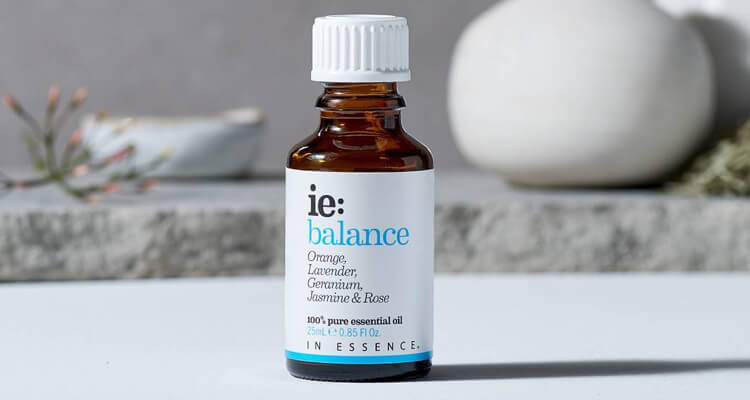 ie:
balance
Orange,
Lavender,
Geranium,
Jasmine & Rose
100% pure essential oil
25mL ℮ 0.85 Fl Oz.
IN ESSENCE®